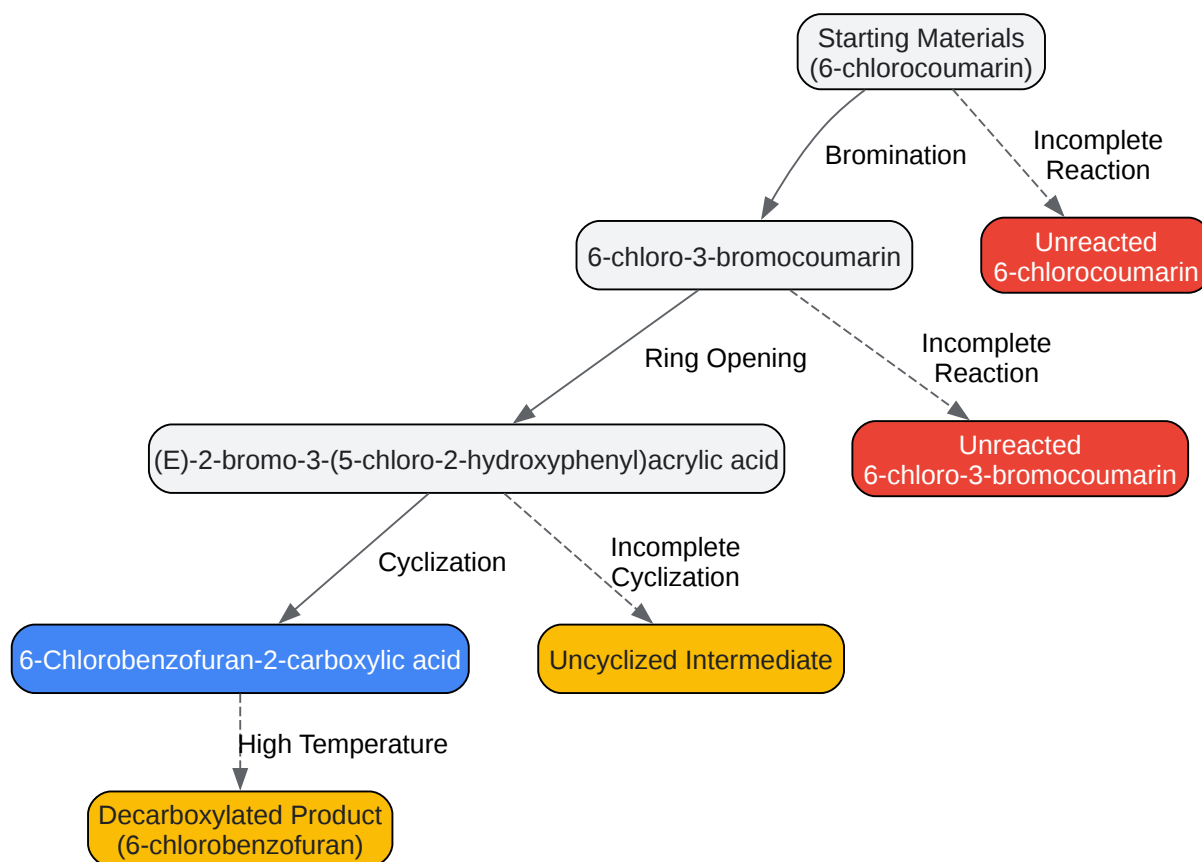 Starting Materials
(6-chlorocoumarin)
Bromination
Incomplete
Reaction
6-chloro-3-bromocoumarin
Unreacted
6-chlorocoumarin
Ring Opening
Incomplete
Reaction
(E)-2-bromo-3-(5-chloro-2-hydroxyphenyl)acrylic acid
Unreacted
6-chloro-3-bromocoumarin
Cyclization
Incomplete
Cyclization
6-Chlorobenzofuran-2-carboxylic acid
Uncyclized Intermediate
High Temperature
Decarboxylated Product
(6-chlorobenzofuran)